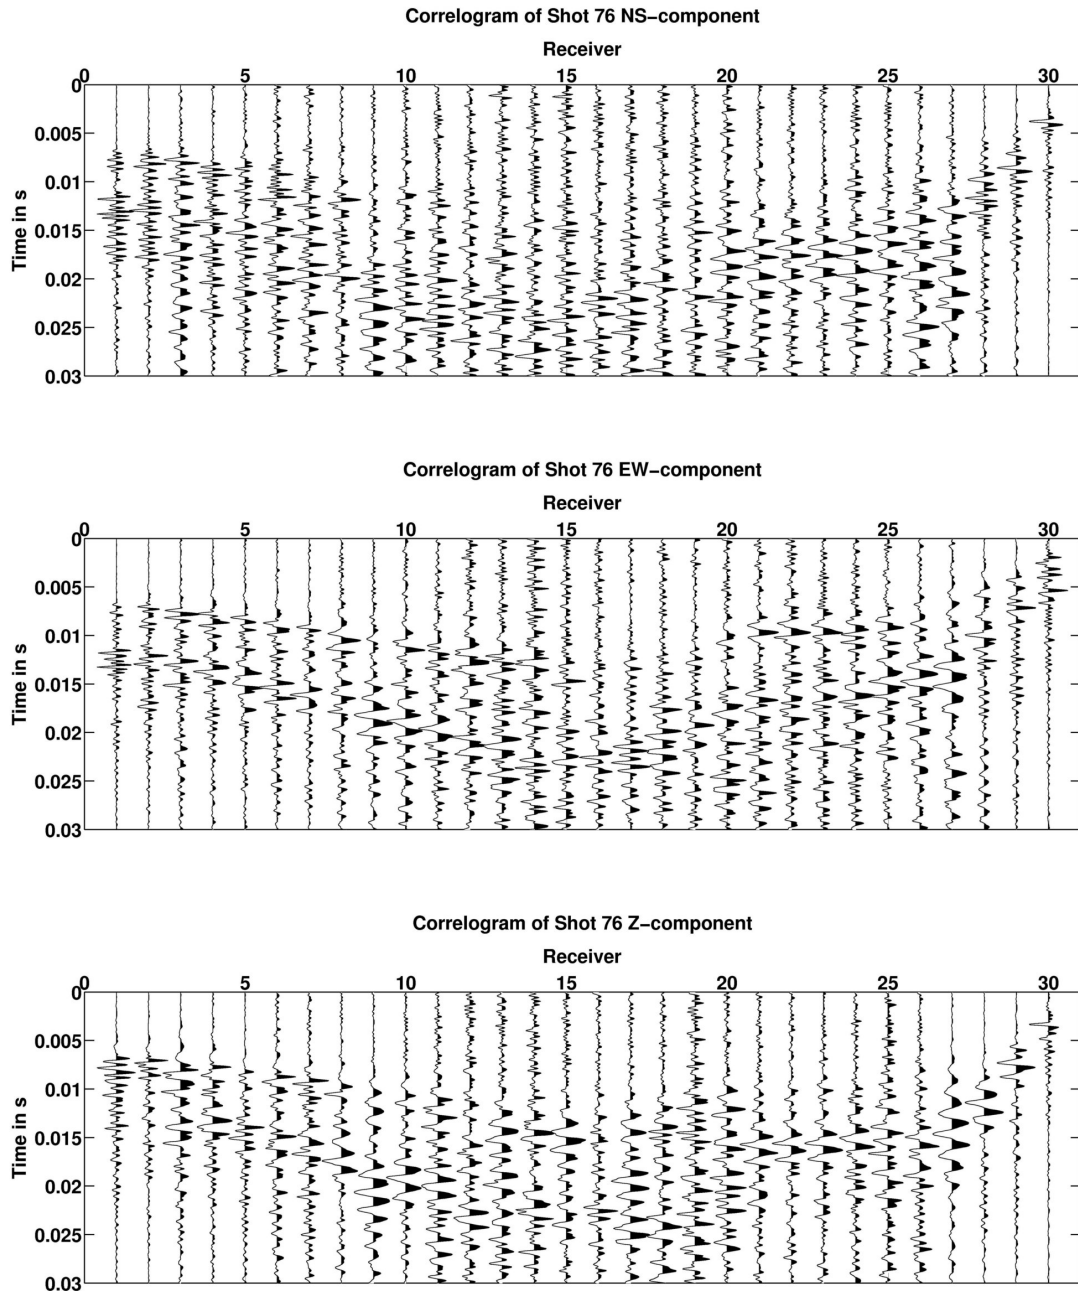 Correlogram of Shot 76 NS−component
Receiver
0 5 10 15 20 25 30
0
0.005
0.01
0.015
0.02
0.025
0.03
Time in s
Correlogram of Shot 76 EW−component
Receiver
0 5 10 15 20 25 30
0
0.005
0.01
0.015
0.02
0.025
0.03
Time in s
Correlogram of Shot 76 Z−component
Receiver
0 5 10 15 20 25 30
0
0.005
0.01
0.015
0.02
0.025
0.03
Time in s